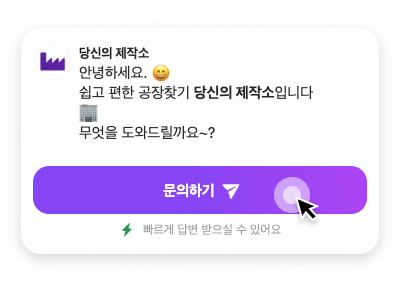 당신의 제작소
안녕하세요. 😄
쉽고 편한 공장찾기 당신의 제작소입니다
🏢
무엇을 도와드릴까요~?
문의하기
빠르게 답변 받으실 수 있어요